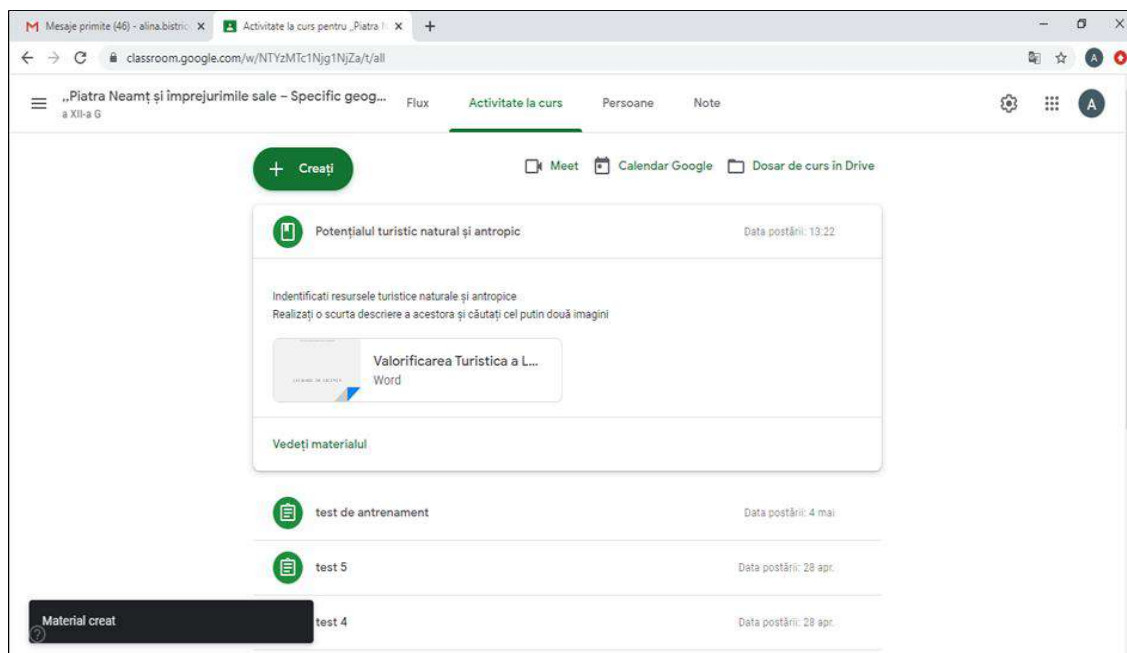 Mesaje primite (46) - alina.bistric
Activitate la curs pentru „Piatra N
classroom.google.com/w/NTYzMTc1Njg1NjZa/t/all
„Piatra Neamț și împrejurimile sale – Specific geog...
a XII-a G
Flux
Activitate la curs
Persoane
Note
A
A
+ Creați
Meet
Calendar Google
Dosar de curs în Drive
Potențialul turistic natural și antropic
Data postării: 13:22
Indentificati resursele turistice naturale și antropice
Realizați o scurta descriere a acestora și căutați cel putin două imagini
Valorificarea Turistica a L...
Word
Vedeți materialul
test de antrenament
Data postării: 4 mai
test 5
Data postării: 28 apr.
Material creat
test 4
Data postării: 28 apr.